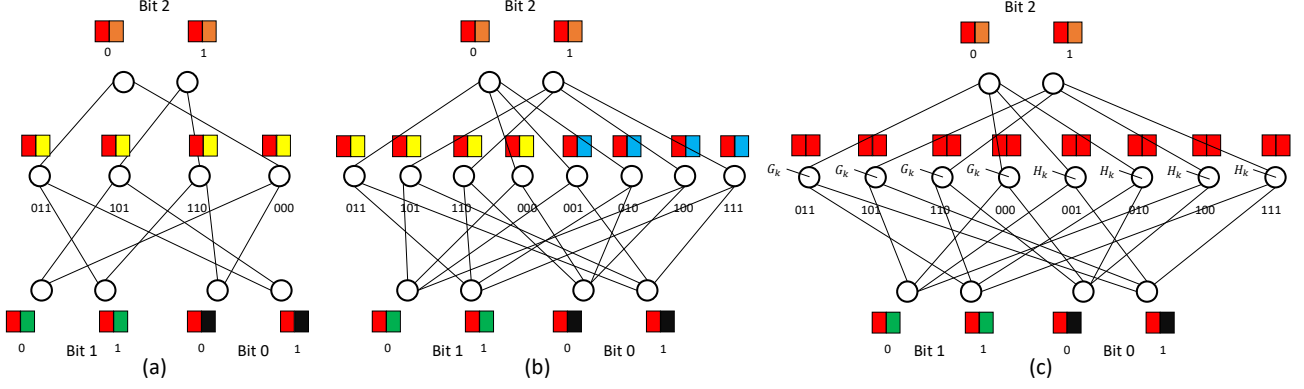 Bit 2
Bit 2
Bit 2
0 1
0 1
0 1
011 101 110 000
011 101 110 000 001 010 100 111
G_k G_k G_k G_k H_k H_k H_k H_k
011 101 110 000 001 010 100 111
0 Bit 1 1 0 Bit 0 1
0 Bit 1 1 0 Bit 0 1
0 Bit 1 1 0 Bit 0 1
(a)
(b)
(c)